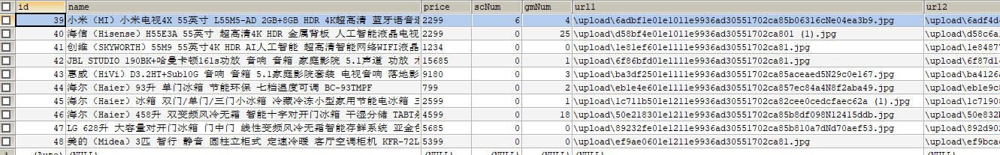 id name price scNum gmNum url1 url2
39 小米（MI）小米电视4X 55英寸 L55M5-AD 2GB+8GB HDR 4K超高清 蓝牙语音 2299 6 4 \upload\6adbf1e01e1011e9936ad30551702ca85b06316cNe04ea3b9.jpg \upload\6adf4d
40 海信（Hisense）H55E3A 55英寸 超高清4K HDR 金属背板 人工智能液晶电视 2299 0 25 \upload\d58bf4e01e1011e9936ad30551702ca801 (1).jpg \upload\d58c6a
41 创维（SKYWORTH）55M9 55英寸4K HDR AI人工智能 超高清智能网络WIFI液晶 1234 0 0 \upload\1e81ef601e1111e9936ad30551702ca81.jpg \upload\1e8487
42 JBL STUDIO 190BK+哈曼卡顿161s功放 音响 音箱 家庭影院 5.1声道 功放 15685 0 1 \upload\6f86bfd01e1111e9936ad30551702ca81.jpg \upload\6f87d1
43 惠威（HiVi）D3.2HT+Sub10G 音响 音箱 5.1家庭影院套装 电视音响 落地影 9180 0 3 \upload\ba3df2501e1111e9936ad30551702ca85aceaed5N29c0e167.jpg \upload\ba4126
44 海尔（Haier）93升 单门冰箱 节能环保 七档温度可调 BC-93TMPF 799 0 2 \upload\eb1e4e601e1111e9936ad30551702ca857ec84a4N8f2aba49.jpg \upload\eb1e9c
45 海尔（Haier）冰箱 双门/单门/三门小冰箱 冷藏冷冻小型家用节能电冰箱 2599 0 1 \upload\1c711b501e1211e9936ad30551702ca82cee0cedcfaec62a (1).jpg \upload\1c7190
46 海尔（Haier）458升 双变频风冷无霜 智能十字对开门冰箱 干湿分储 TABT 4599 0 18 \upload\50e218301e1211e9936ad30551702ca85b8df098N12415ddb.jpg \upload\50e832
47 LG 628升 大容量对开门冰箱 门中门 线性变频风冷无霜智能存鲜系统 亚金色 5685 0 0 \upload\89232fe01e1211e9936ad30551702ca85b810a7dNd70aef53.jpg \upload\892d90
48 美的（Midea）3匹 智行 静音 圆柱立柜式 定速冷暖 客厅空调柜机 KFR-72L 5399 0 0 \upload\ef9ae0601e1211e9936ad30551702ca81.jpg \upload\ef9bca
(Auto) (NULL) (NULL) (NULL) (NULL) (NULL) (NULL)